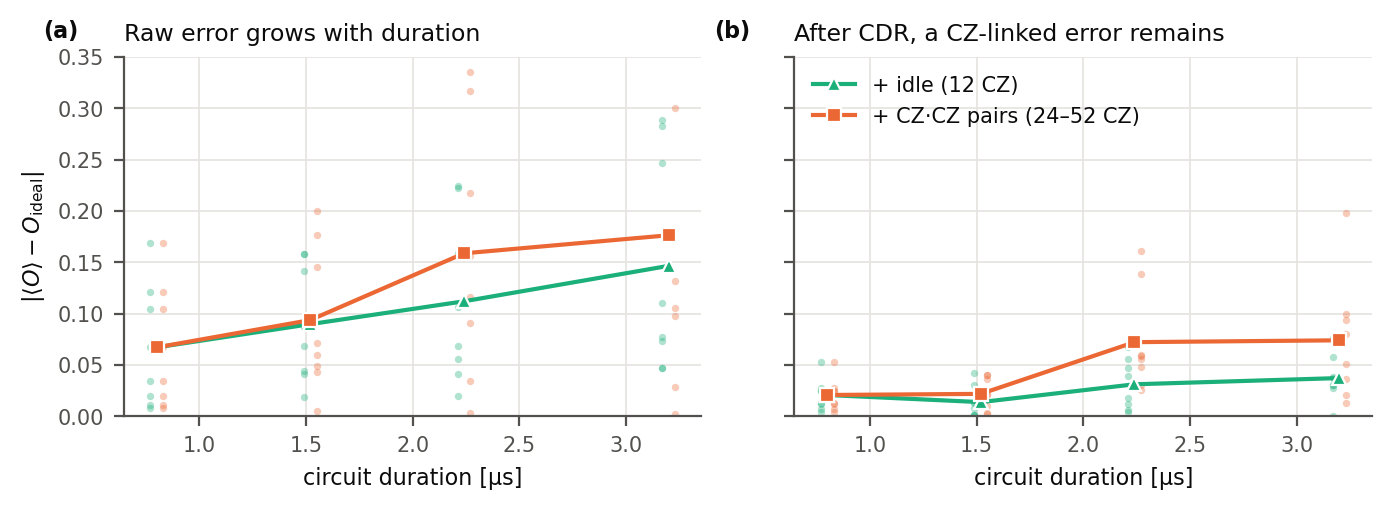 (a) Raw error grows with duration
0.35
0.30
0.25
0.20
0.15
0.10
0.05
0.00
|⟨O⟩ − O_ideal|
1.0 1.5 2.0 2.5 3.0
circuit duration [μs]
(b) After CDR, a CZ-linked error remains
+ idle (12 CZ)
+ CZ·CZ pairs (24–52 CZ)
1.0 1.5 2.0 2.5 3.0
circuit duration [μs]